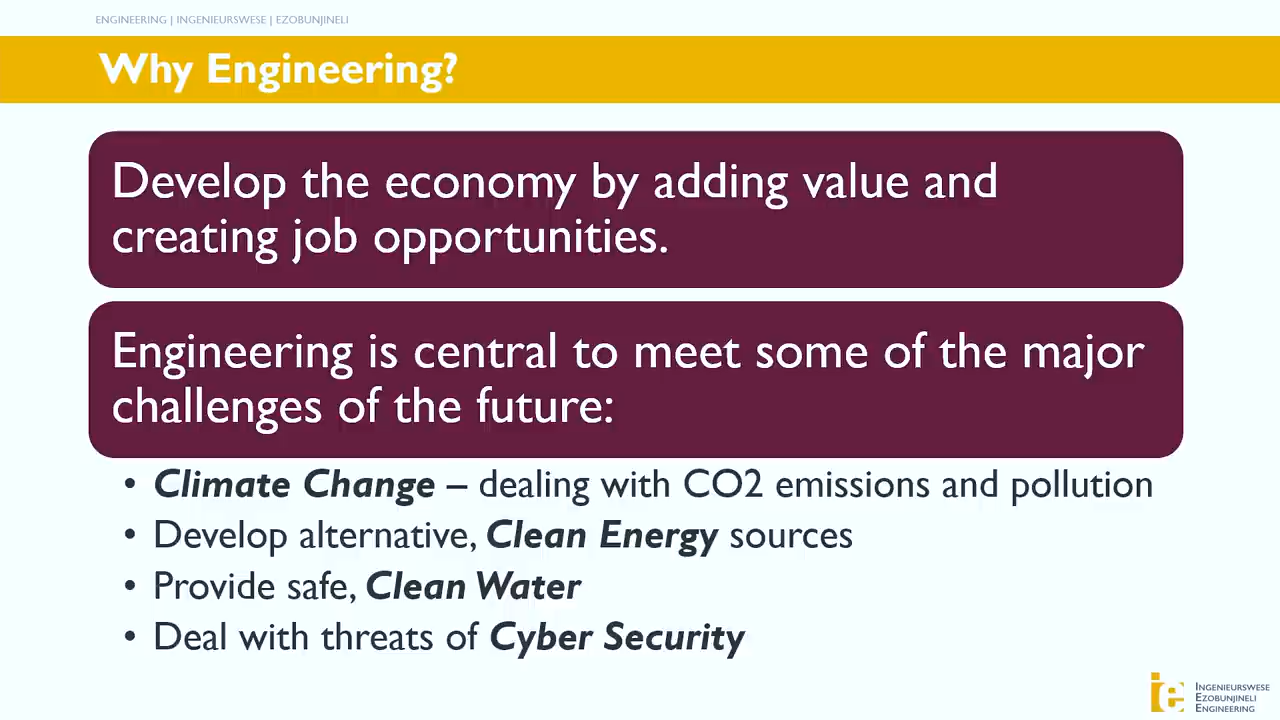 ENGINEERING | INGENIEURSWESE | EZOBUNJINELI
Why Engineering?
Develop the economy by adding value and
creating job opportunities.
Engineering is central to meet some of the major
challenges of the future:
• Climate Change – dealing with CO2 emissions and pollution
• Develop alternative, Clean Energy sources
• Provide safe, Clean Water
• Deal with threats of Cyber Security
ie
INGENIEURSWESE
EZOBUNJINELI
ENGINEERING